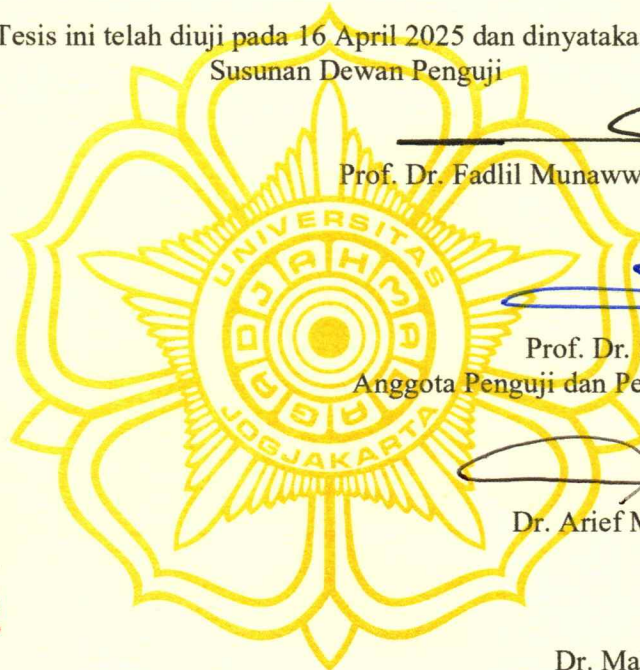 Tesis ini telah diuji pada 16 April 2025 dan dinyataka
Susunan Dewan Penguji
Prof. Dr. Fadlil Munaww
UNIVERSITAS
GADJAH MADA
JOGJAKARTA
Prof. Dr.
Anggota Penguji dan Pe
Dr. Arief M
Dr. Ma